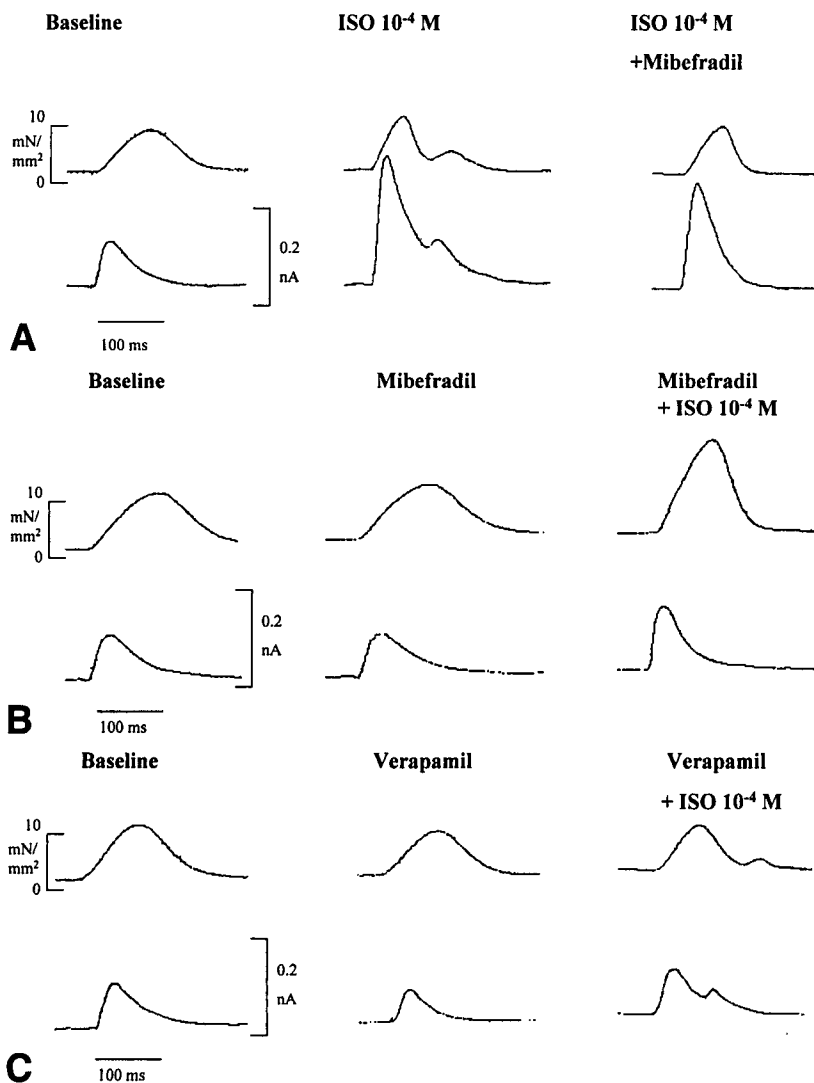 Baseline
ISO 10⁻⁴ M
ISO 10⁻⁴ M
+Mibefradil
10
mN/
mm²
0
0.2
nA
A
100 ms
Baseline
Mibefradil
Mibefradil
+ ISO 10⁻⁴ M
10
mN/
mm²
0
0.2
nA
B
100 ms
Baseline
Verapamil
Verapamil
+ ISO 10⁻⁴ M
10
mN/
mm²
0
0.2
nA
C
100 ms